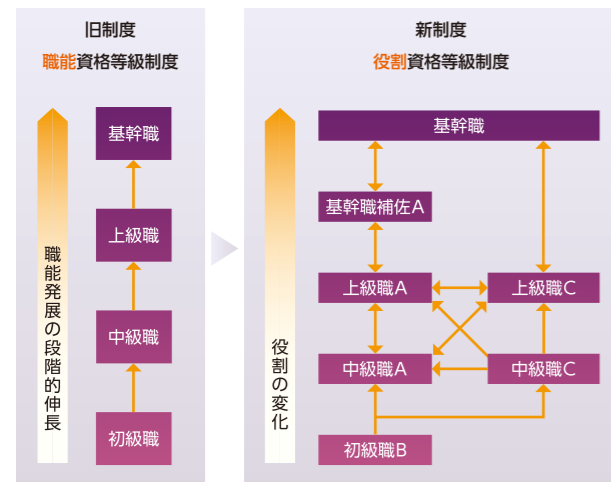 旧制度
職能資格等級制度
職能発展の段階的伸長
基幹職
上級職
中級職
初級職
新制度
役割資格等級制度
役割の変化
基幹職
基幹職補佐A
上級職A
上級職C
中級職A
中級職C
初級職B